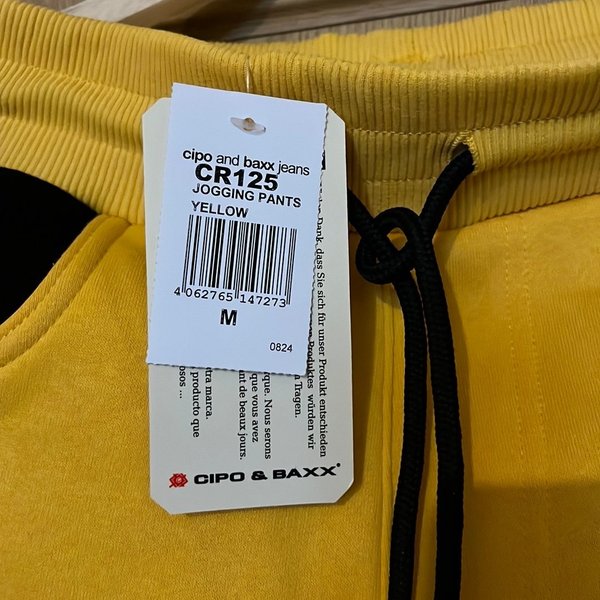 cipo and baxx jeans
CR125
JOGGING PANTS
YELLOW
4 062765 147273
M
0824
Dank, dass Sie sich für unser Produkt entschieden
Produktes würden wir
Tragen.
que. Nous serons
que vous avez
nt de beaux jours.
tra marca.
producto que
osos ...
CIPO & BAXX®